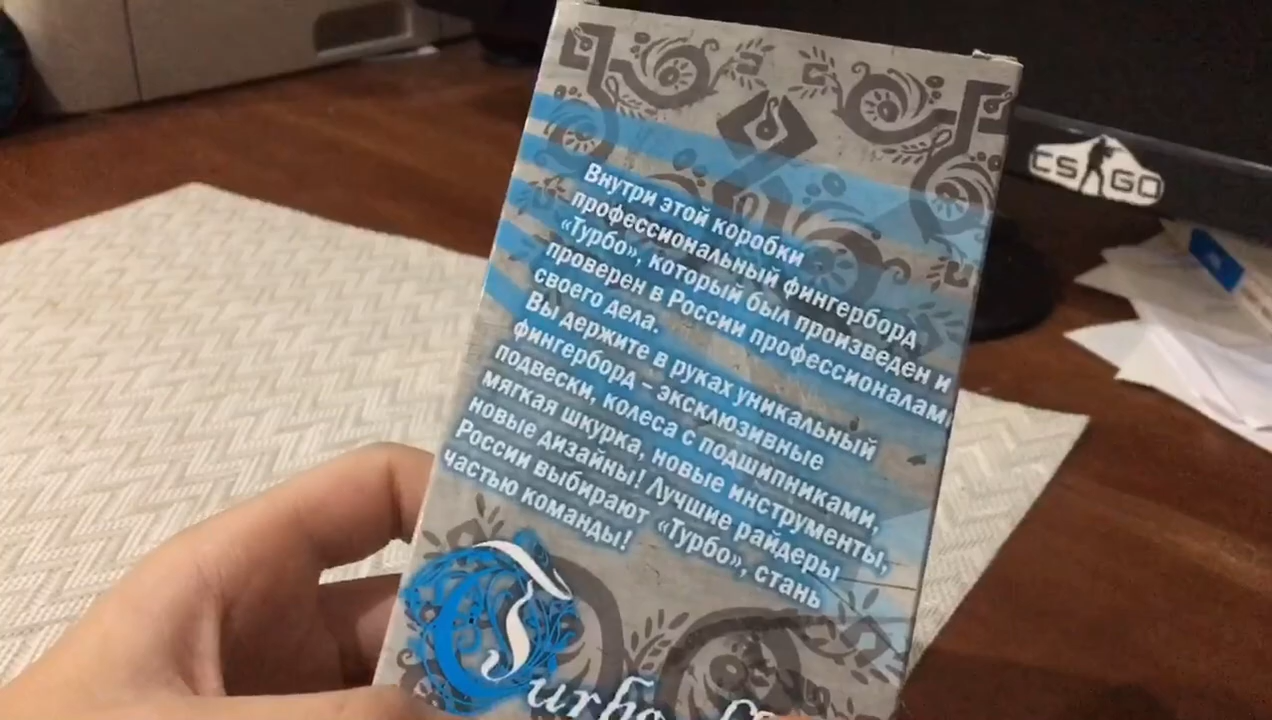 Внутри этой коробки
профессиональный фингерборд
«Турбо», который был произведен и
проверен в России профессионалами
своего дела.
Вы держите в руках уникальный
фингерборд – эксклюзивные
подвески, колеса с подшипниками,
мягкая шкурка, новые инструменты,
новые дизайны! Лучшие райдеры
России выбирают «Турбо», стань
частью команды!
CS GO